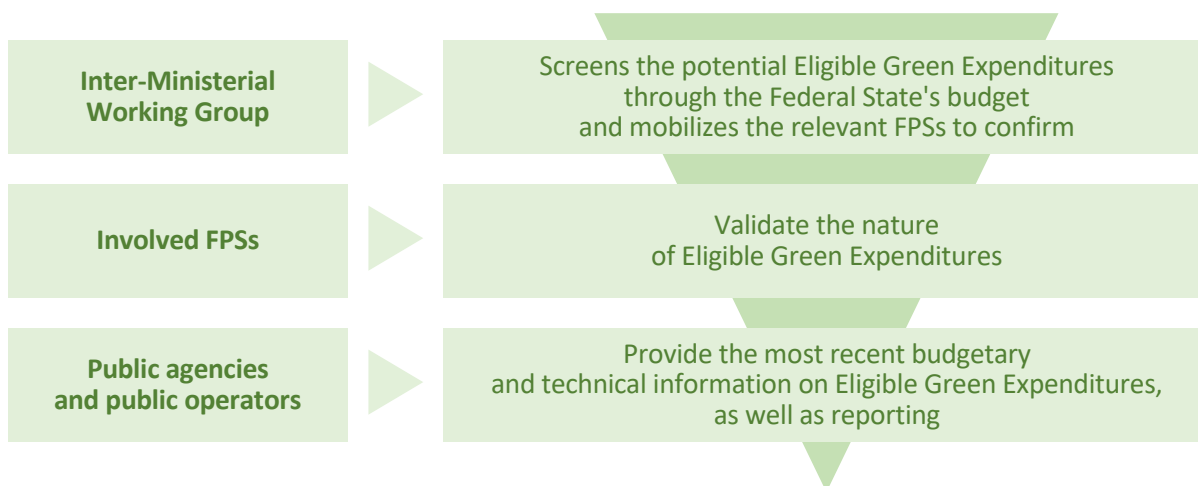 Inter-Ministerial
Working Group
Screens the potential Eligible Green Expenditures
through the Federal State's budget
and mobilizes the relevant FPSs to confirm
Involved FPSs
Validate the nature
of Eligible Green Expenditures
Public agencies
and public operators
Provide the most recent budgetary
and technical information on Eligible Green Expenditures,
as well as reporting